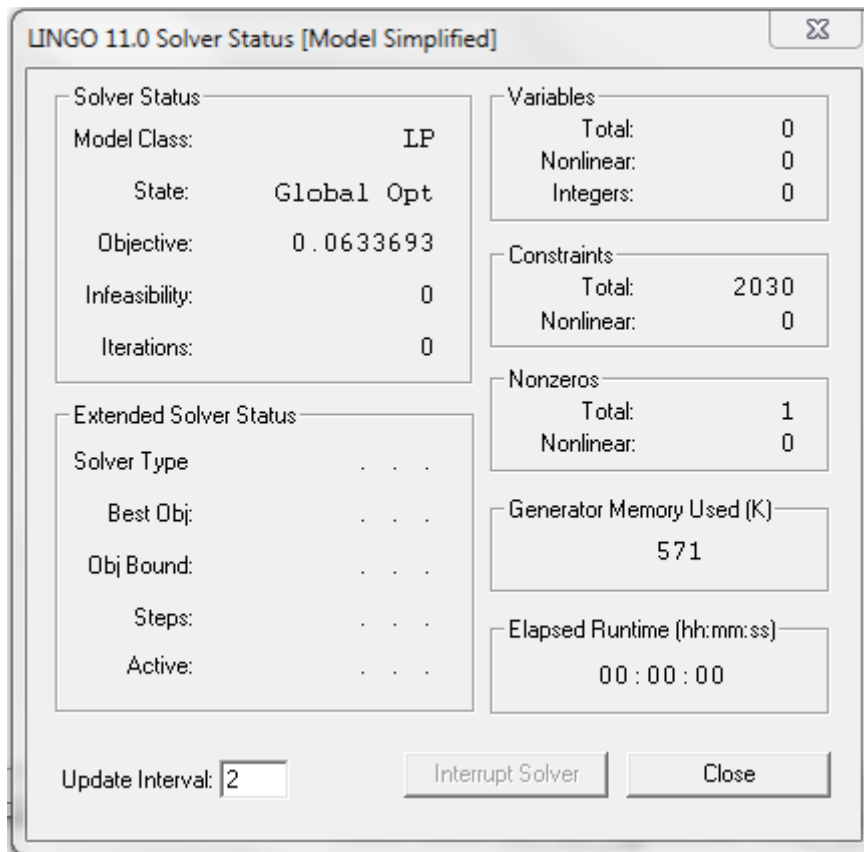 LINGO 11.0 Solver Status [Model Simplified]
Solver Status
Model Class: LP
State: Global Opt
Objective: 0.0633693
Infeasibility: 0
Iterations: 0
Extended Solver Status
Solver Type . . .
Best Obj: . . .
Obj Bound: . . .
Steps: . . .
Active: . . .
Variables
Total: 0
Nonlinear: 0
Integers: 0
Constraints
Total: 2030
Nonlinear: 0
Nonzeros
Total: 1
Nonlinear: 0
Generator Memory Used (K)
571
Elapsed Runtime (hh:mm:ss)
00:00:00
Update Interval: 2 Interrupt Solver Close